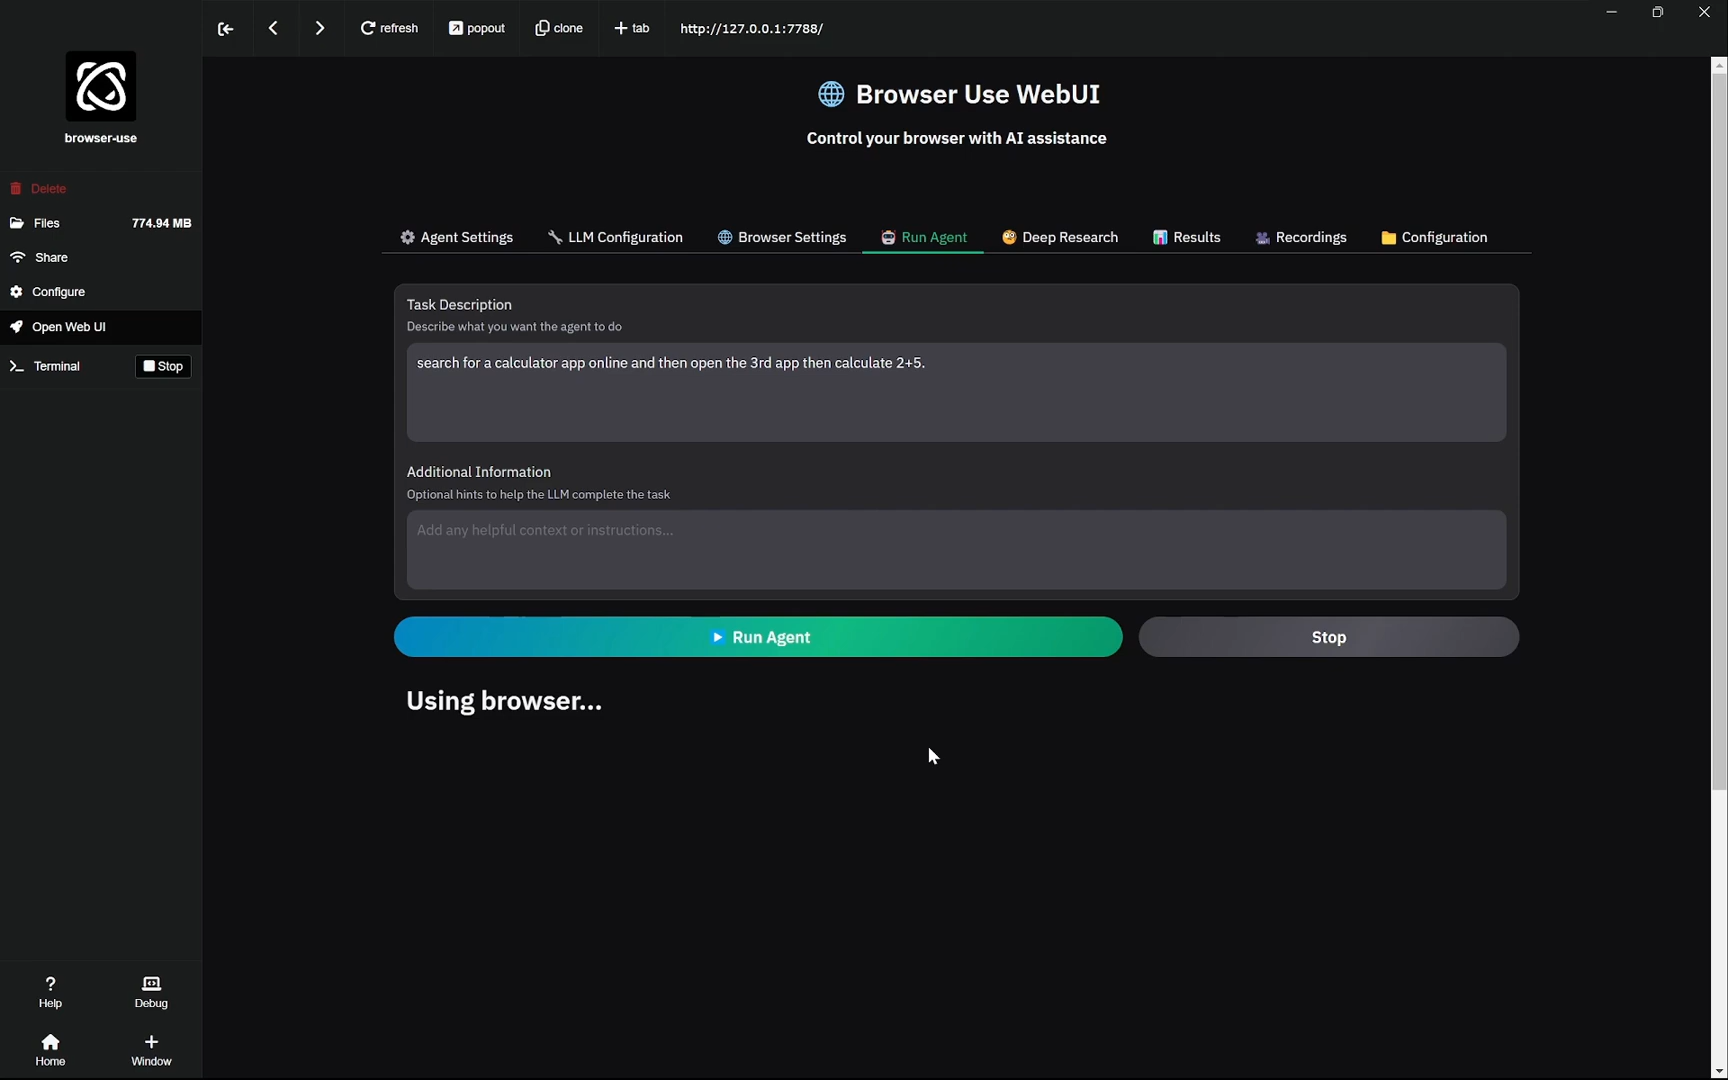 refresh popout clone tab http://127.0.0.1:7788/
browser-use
Delete
Files 774.94 MB
Share
Configure
Open Web UI
Terminal Stop
Help Debug
Home Window
Browser Use WebUI
Control your browser with AI assistance
Agent Settings LLM Configuration Browser Settings Run Agent Deep Research Results Recordings Configuration
Task Description
Describe what you want the agent to do
search for a calculator app online and then open the 3rd app then calculate 2+5.
Additional Information
Optional hints to help the LLM complete the task
Add any helpful context or instructions...
Run Agent Stop
Using browser...